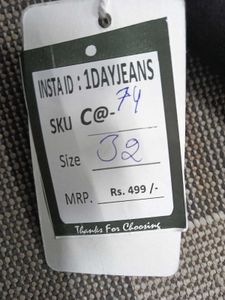 INSTA ID : 1DAYJEANS
SKU C@-74
Size 32
MRP. Rs. 499 /-
Thanks For Choosing